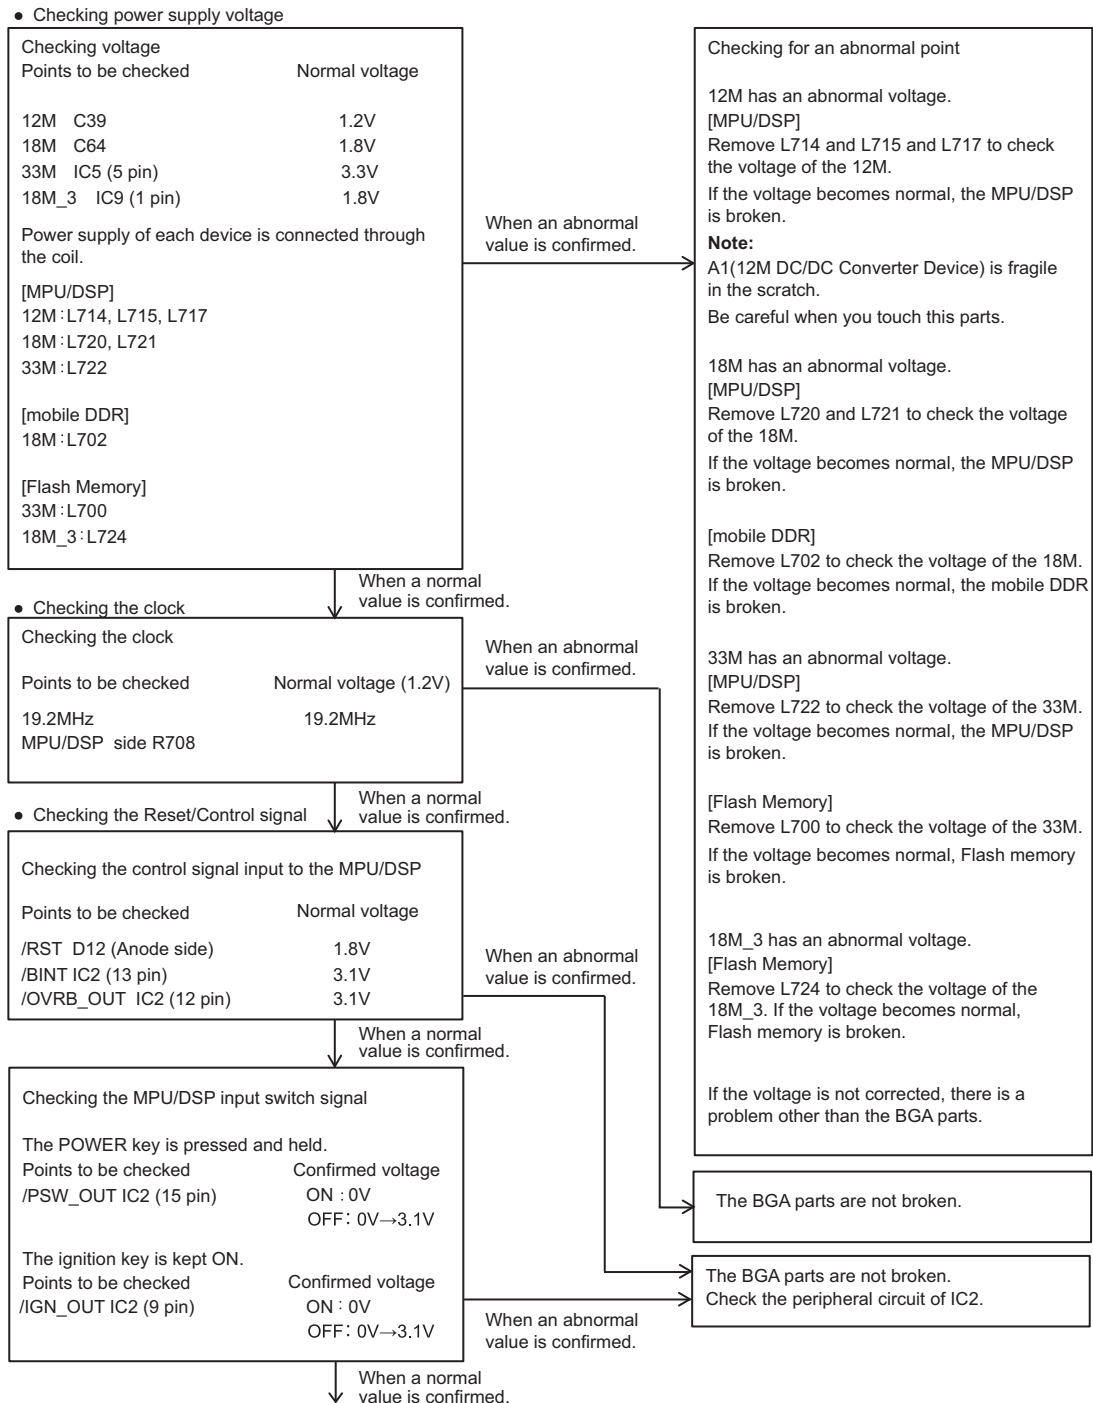 ● Checking power supply voltage
Checking voltage
Points to be checked Normal voltage
12M C39 1.2V
18M C64 1.8V
33M IC5 (5 pin) 3.3V
18M_3 IC9 (1 pin) 1.8V
Power supply of each device is connected through
the coil.
[MPU/DSP]
12M:L714, L715, L717
18M:L720, L721
33M:L722
[mobile DDR]
18M:L702
[Flash Memory]
33M:L700
18M_3:L724
When an abnormal
value is confirmed.
Checking for an abnormal point
12M has an abnormal voltage.
[MPU/DSP]
Remove L714 and L715 and L717 to check
the voltage of the 12M.
If the voltage becomes normal, the MPU/DSP
is broken.
Note:
A1(12M DC/DC Converter Device) is fragile
in the scratch.
Be careful when you touch this parts.
18M has an abnormal voltage.
[MPU/DSP]
Remove L720 and L721 to check the voltage
of the 18M.
If the voltage becomes normal, the MPU/DSP
is broken.
[mobile DDR]
Remove L702 to check the voltage of the 18M.
If the voltage becomes normal, the mobile DDR
is broken.
33M has an abnormal voltage.
[MPU/DSP]
Remove L722 to check the voltage of the 33M.
If the voltage becomes normal, the MPU/DSP
is broken.
[Flash Memory]
Remove L700 to check the voltage of the 33M.
If the voltage becomes normal, Flash memory
is broken.
18M_3 has an abnormal voltage.
[Flash Memory]
Remove L724 to check the voltage of the
18M_3. If the voltage becomes normal,
Flash memory is broken.
If the voltage is not corrected, there is a
problem other than the BGA parts.
When a normal
value is confirmed.
● Checking the clock
Checking the clock
Points to be checked Normal voltage (1.2V)
19.2MHz 19.2MHz
MPU/DSP side R708
When an abnormal
value is confirmed.
When a normal
value is confirmed.
● Checking the Reset/Control signal
Checking the control signal input to the MPU/DSP
Points to be checked Normal voltage
/RST D12 (Anode side) 1.8V
/BINT IC2 (13 pin) 3.1V
/OVRB_OUT IC2 (12 pin) 3.1V
When an abnormal
value is confirmed.
When a normal
value is confirmed.
Checking the MPU/DSP input switch signal
The POWER key is pressed and held.
Points to be checked Confirmed voltage
/PSW_OUT IC2 (15 pin) ON : 0V
OFF: 0V→3.1V
The ignition key is kept ON.
Points to be checked Confirmed voltage
/IGN_OUT IC2 (9 pin) ON : 0V
OFF: 0V→3.1V
When an abnormal
value is confirmed.
The BGA parts are not broken.
The BGA parts are not broken.
Check the peripheral circuit of IC2.
When a normal
value is confirmed.